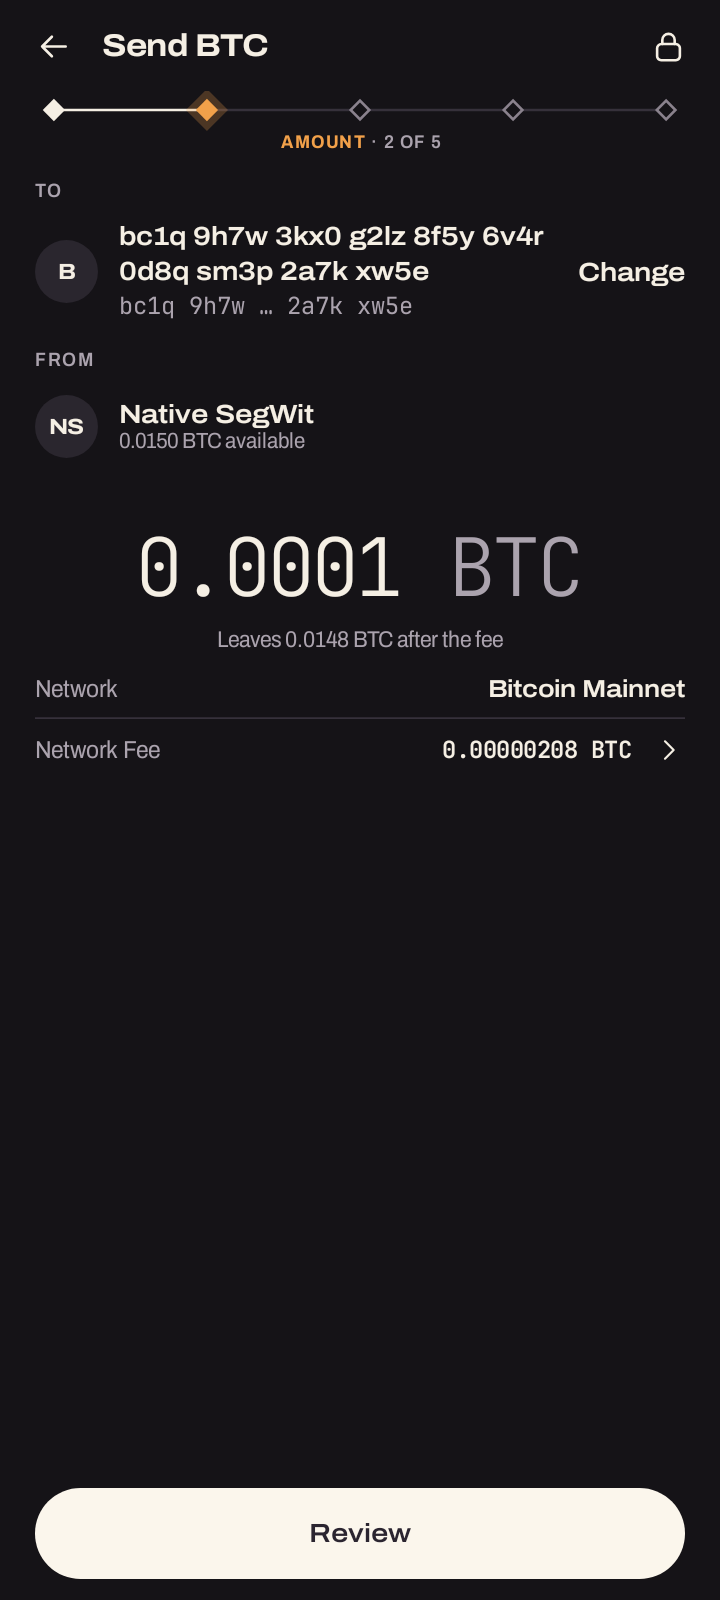 Send BTC
AMOUNT · 2 OF 5
TO
B
bc1q 9h7w 3kx0 g2lz 8f5y 6v4r
0d8q sm3p 2a7k xw5e
bc1q 9h7w … 2a7k xw5e
Change
FROM
NS
Native SegWit
0.0150 BTC available
0.0001 BTC
Leaves 0.0148 BTC after the fee
Network
Bitcoin Mainnet
Network Fee
0.00000208 BTC
Review